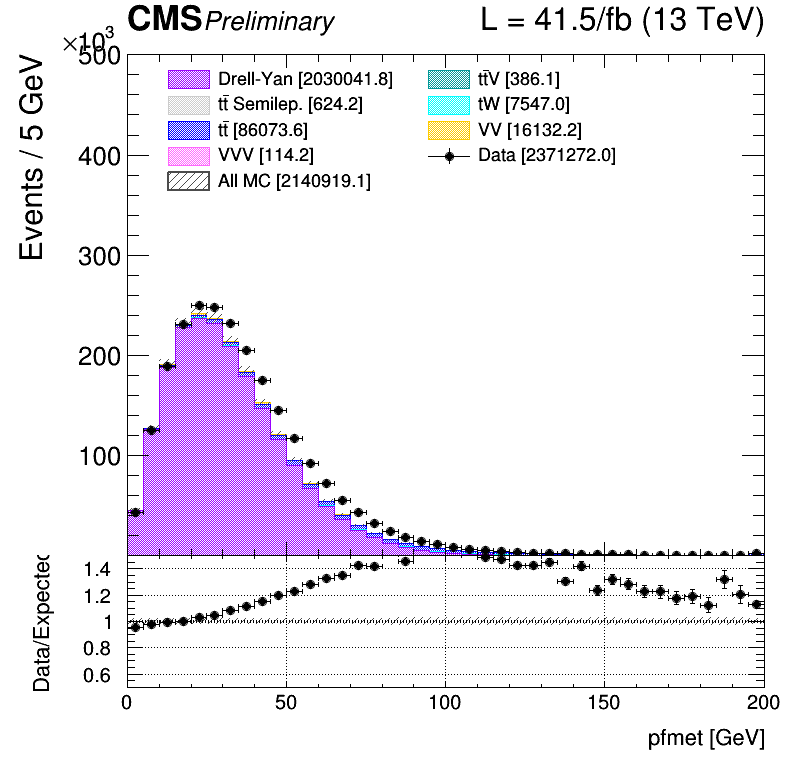 CMS Preliminary L = 41.5/fb (13 TeV)
×10³
Events / 5 GeV
500
400
300
200
100
Drell-Yan [2030041.8]
tt̄ Semilep. [624.2]
tt̄ [86073.6]
VVV [114.2]
All MC [2140919.1]
tt̄V [386.1]
tW [7547.0]
VV [16132.2]
Data [2371272.0]
Data/Expected
1.4
1.2
1
0.8
0.6
0 50 100 150 200
pfmet [GeV]